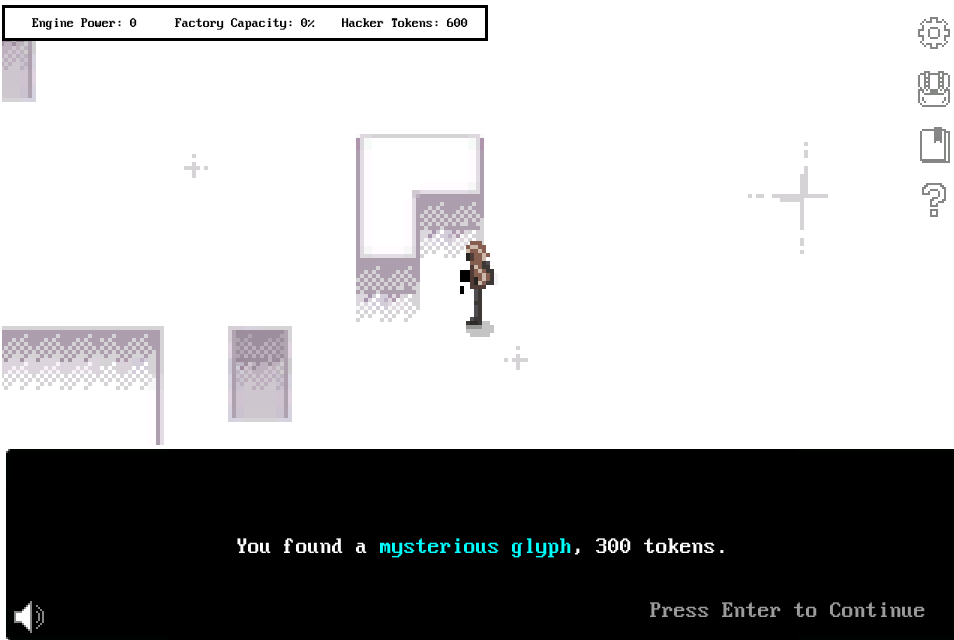 Engine Power: 0 Factory Capacity: 0% Hacker Tokens: 600
You found a mysterious glyph, 300 tokens.
Press Enter to Continue